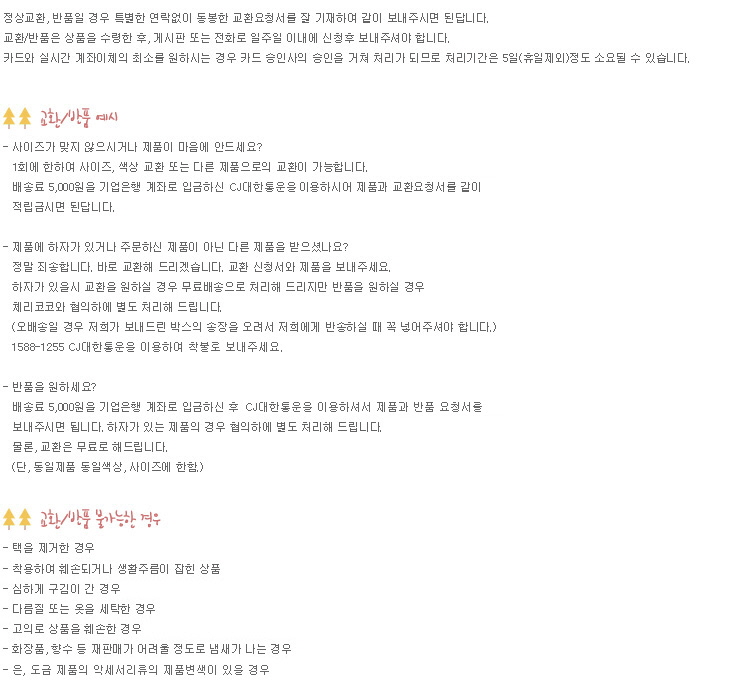 정상교환, 반품일 경우 특별한 연락없이 동봉한 교환요청서를 잘 기재하여 같이 보내주시면 된답니다.
교환/반품은 상품을 수령한 후, 게시판 또는 전화로 일주일 이내에 신청후 보내주셔야 합니다.
카드와 실시간 계좌이체의 최소를 원하시는 경우 카드 승인사의 승인을 거쳐 처리가 되므로 처리기간은 5일(휴일제외)정도 소요될 수 있습니다.
교환/반품 예시
- 사이즈가 맞지 않으시거나 제품이 마음에 안드세요?
1회에 한하여 사이즈, 색상 교환 또는 다른 제품으로의 교환이 가능합니다.
배송료 5,000원을 기업은행 계좌로 입금하신 CJ대한통운을 이용하시어 제품과 교환요청서를 같이
적립금시면 된답니다.
- 제품에 하자가 있거나 주문하신 제품이 아닌 다른 제품을 받으셨나요?
정말 죄송합니다. 바로 교환해 드리겠습니다. 교환 신청서와 제품을 보내주세요.
하자가 있을시 교환을 원하실 경우 무료배송으로 처리해 드리지만 반품을 원하실 경우
체리코코와 협의하에 별도 처리해 드립니다.
(오배송일 경우 저희가 보내드린 박스의 송장을 오려서 저희에게 반송하실 때 꼭 넣어주셔야 합니다.)
1588-1255 CJ대한통운을 이용하여 착불로 보내주세요.
- 반품을 원하세요?
배송료 5,000원을 기업은행 계좌로 입금하신 후 CJ대한통운을 이용하셔서 제품과 반품 요청서를
보내주시면 됩니다. 하자가 있는 제품의 경우 협의하에 별도 처리해 드립니다.
물론, 교환은 무료로 해드립니다.
(단, 동일제품 동일색상, 사이즈에 한함.)
교환/반품 불가능한 경우
- 택을 제거한 경우
- 착용하여 훼손되거나 생활주름이 잡힌 상품
- 심하게 구김이 간 경우
- 다름질 또는 옷을 세탁한 경우
- 고의로 상품을 훼손한 경우
- 화장품, 향수 등 재판매가 어려울 정도로 냄새가 나는 경우
- 은, 도금 제품의 악세서리류의 제품변색이 있을 경우